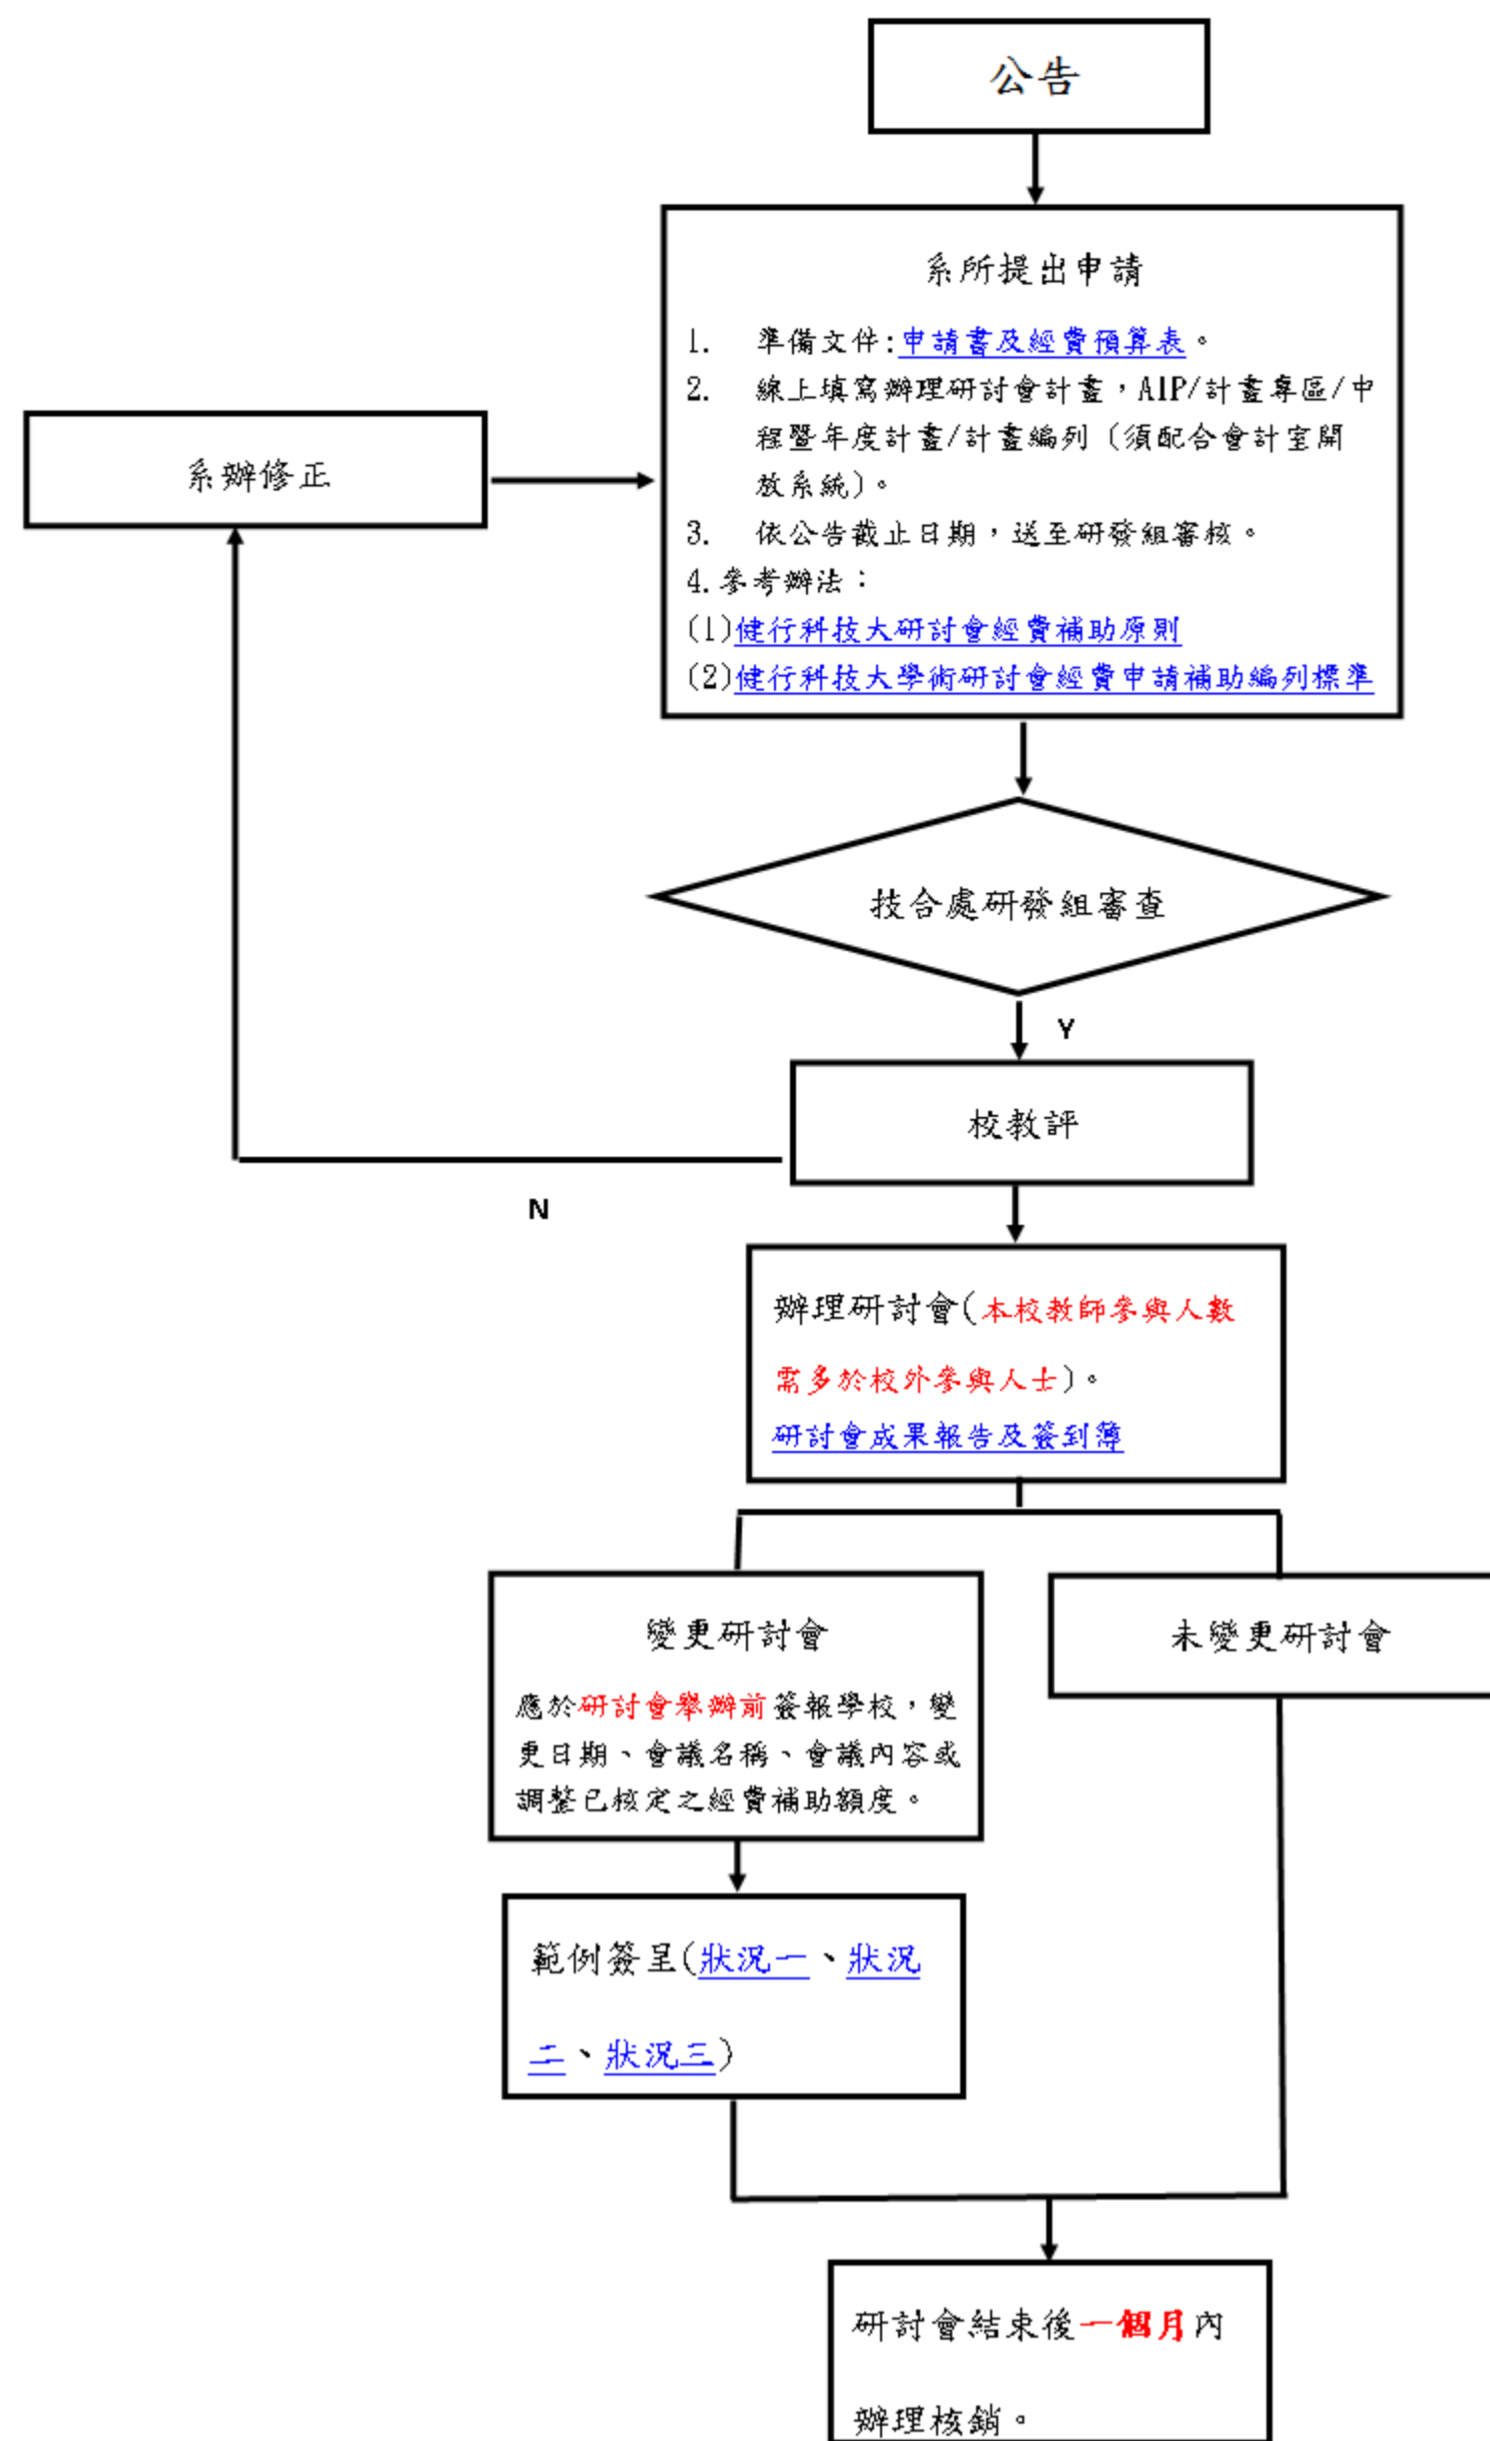 公告
系所提出申請
1. 準備文件:申請書及經費預算表。
2. 線上填寫辦理研討會計畫，AIP/計畫專區/中
程暨年度計畫/計畫編列 (須配合會計室開
放系統)。
3. 依公告截止日期，送至研發組審核。
4.參考辦法：
(1)健行科技大研討會經費補助原則
(2)健行科技大學術研討會經費申請補助編列標準
系辦修正
技合處研發組審查
Y
校教評
N
辦理研討會(本校教師參與人數
需多於校外參與人士)。
研討會成果報告及簽到簿
變更研討會
應於研討會舉辦前簽報學校，變
更日期、會議名稱、會議內容或
調整已核定之經費補助額度。
未變更研討會
範例簽呈(狀況一、狀況
二、狀況三)
研討會結束後一個月內
辦理核銷。